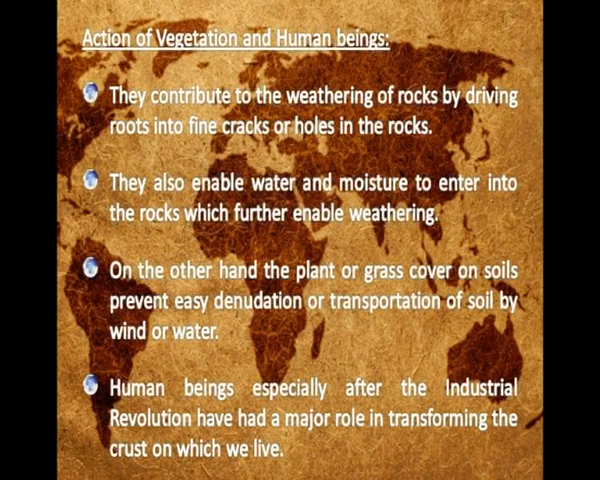 Action of Vegetation and Human beings:
They contribute to the weathering of rocks by driving
roots into fine cracks or holes in the rocks.
They also enable water and moisture to enter into
the rocks which further enable weathering.
On the other hand the plant or grass cover on soils
prevent easy denudation or transportation of soil by
wind or water.
Human beings especially after the Industrial
Revolution have had a major role in transforming the
crust on which we live.